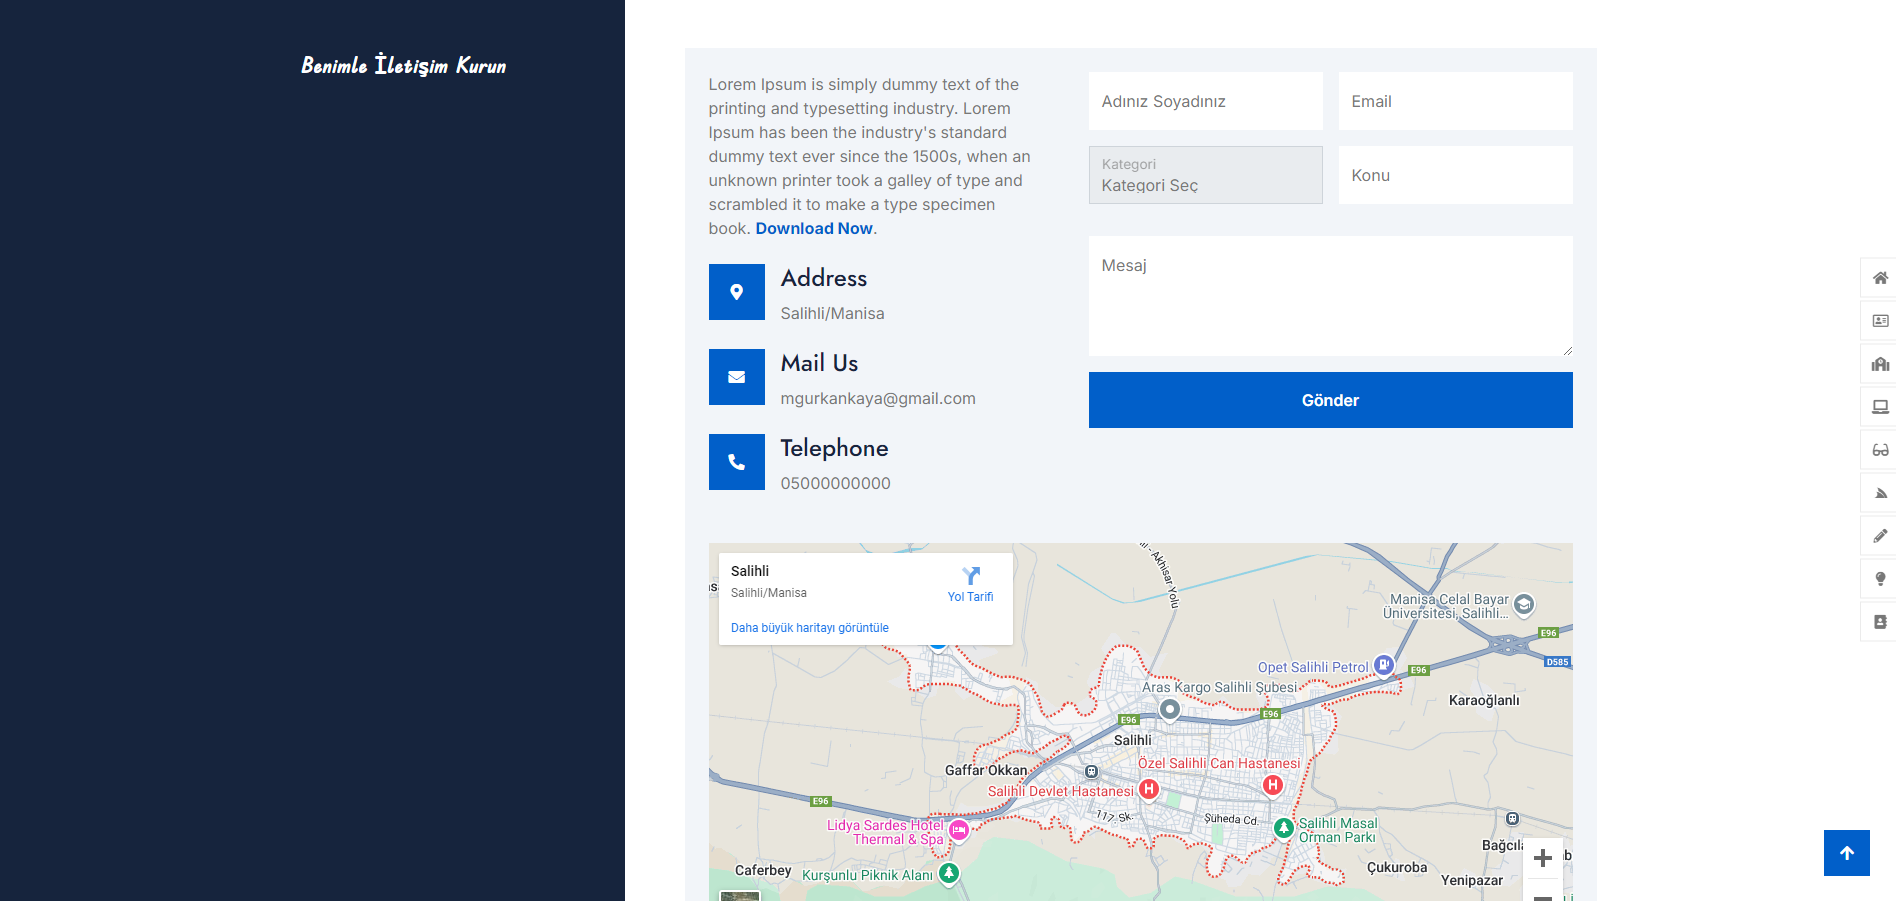 Benimle İletişim Kurun
Lorem Ipsum is simply dummy text of the
printing and typesetting industry. Lorem
Ipsum has been the industry's standard
dummy text ever since the 1500s, when an
unknown printer took a galley of type and
scrambled it to make a type specimen
book. Download Now.
Address
Salihli/Manisa
Mail Us
mgurkankaya@gmail.com
Telephone
05000000000
Adınız Soyadınız
Email
Kategori
Kategori Seç
Konu
Mesaj
Gönder
Salihli
Salihli/Manisa
Yol Tarifi
Daha büyük haritayı görüntüle
Akhisar Yolu
Manisa Celal Bayar
Üniversitesi, Salihli...
E96
D585
Opet Salihli Petrol
E96
Aras Kargo Salihli Şubesi
Karaoğlanlı
E96
E96
Salihli
Özel Salihli Can Hastanesi
Gaffar Okkan
Salihli Devlet Hastanesi
E96
117. Sk.
Şüheda Cd.
Lidya Sardes Hotel
Thermal & Spa
Salihli Masal
Orman Parkı
Caferbey
Kurşunlu Piknik Alanı
Çukuroba
Yenipazar